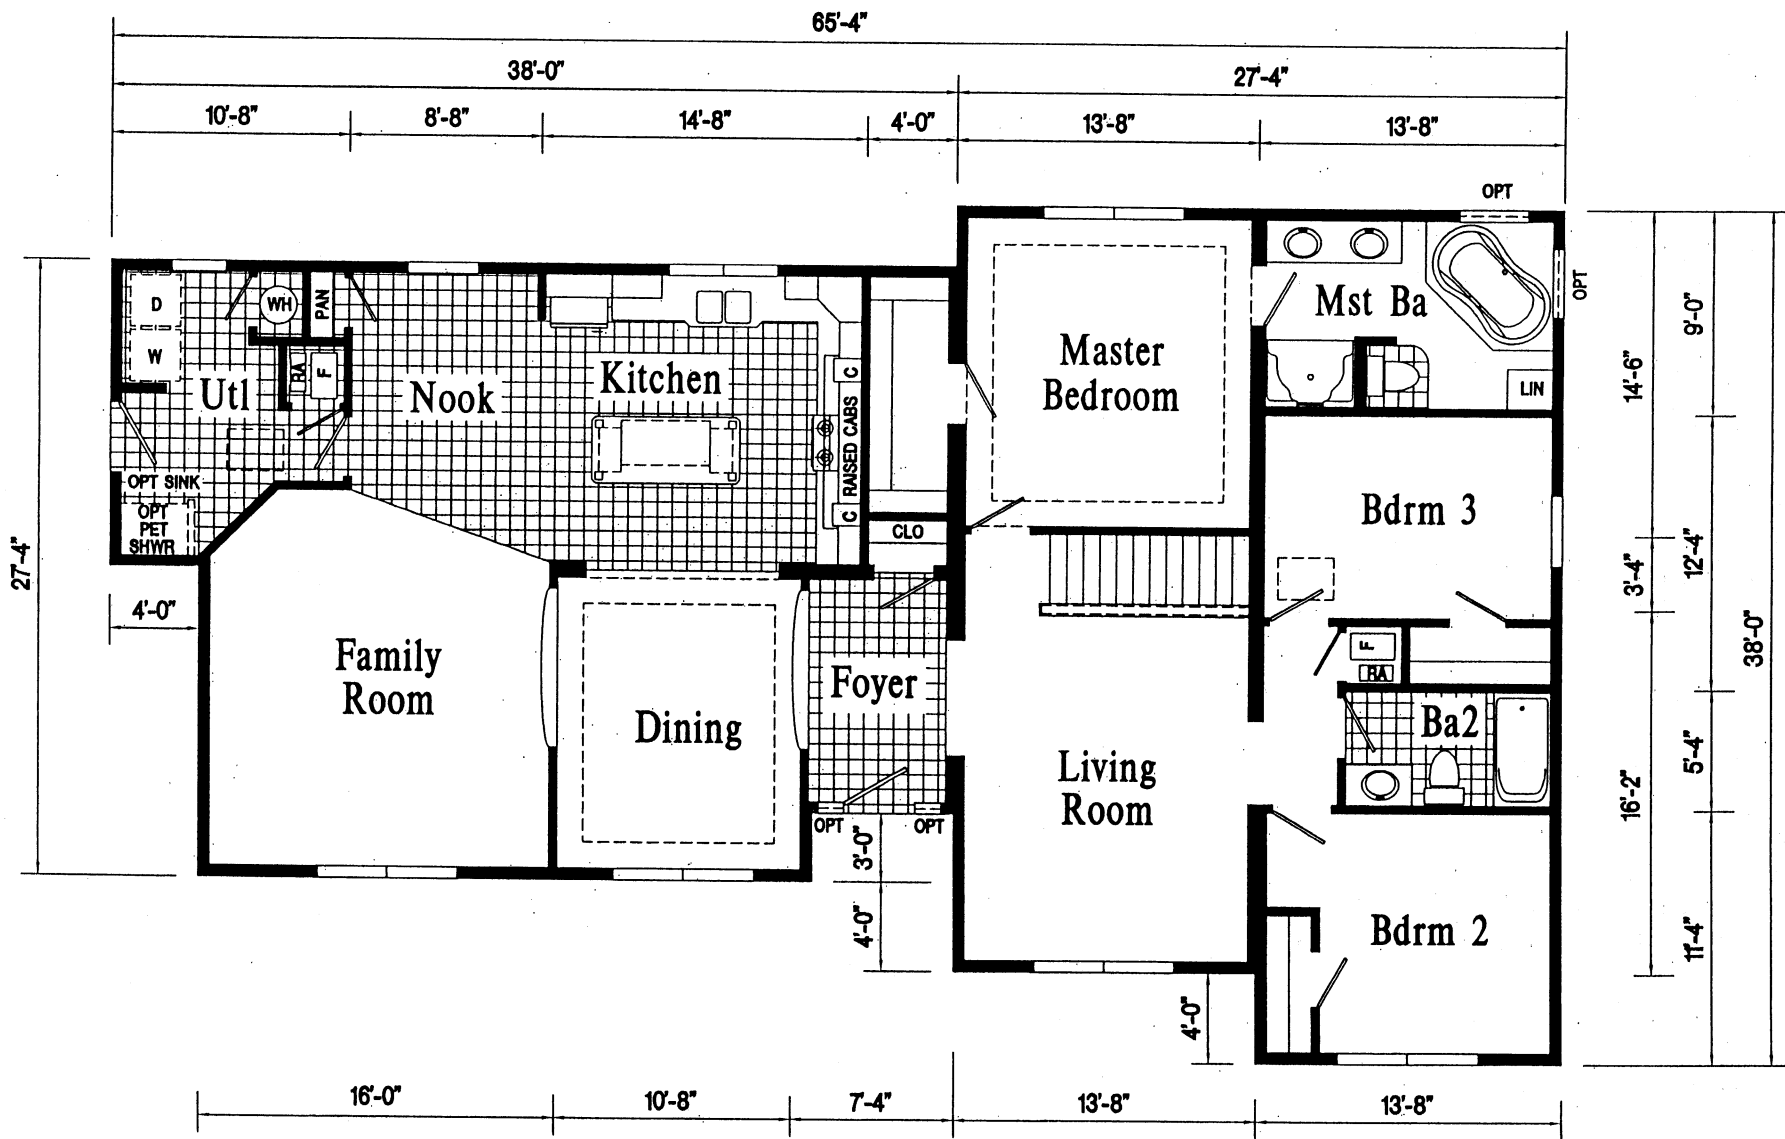 65'-4"
38'-0"
27'-4"
10'-8"
8'-8"
14'-8"
4'-0"
13'-8"
13'-8"
OPT
D
WH
PAN
W
RA
F
Utl
Nook
Kitchen
C
RAISED CABS
C
OPT SINK
OPT
PET
SHWR
CLO
Master
Bedroom
Mst Ba
OPT
LIN
Bdrm 3
F
RA
Ba2
Family
Room
Dining
Foyer
OPT
OPT
Living
Room
Bdrm 2
27'-4"
4'-0"
3'-0"
4'-0"
4'-0"
14'-6"
3'-4"
16'-2"
9'-0"
12'-4"
5'-4"
11'-4"
38'-0"
16'-0"
10'-8"
7'-4"
13'-8"
13'-8"